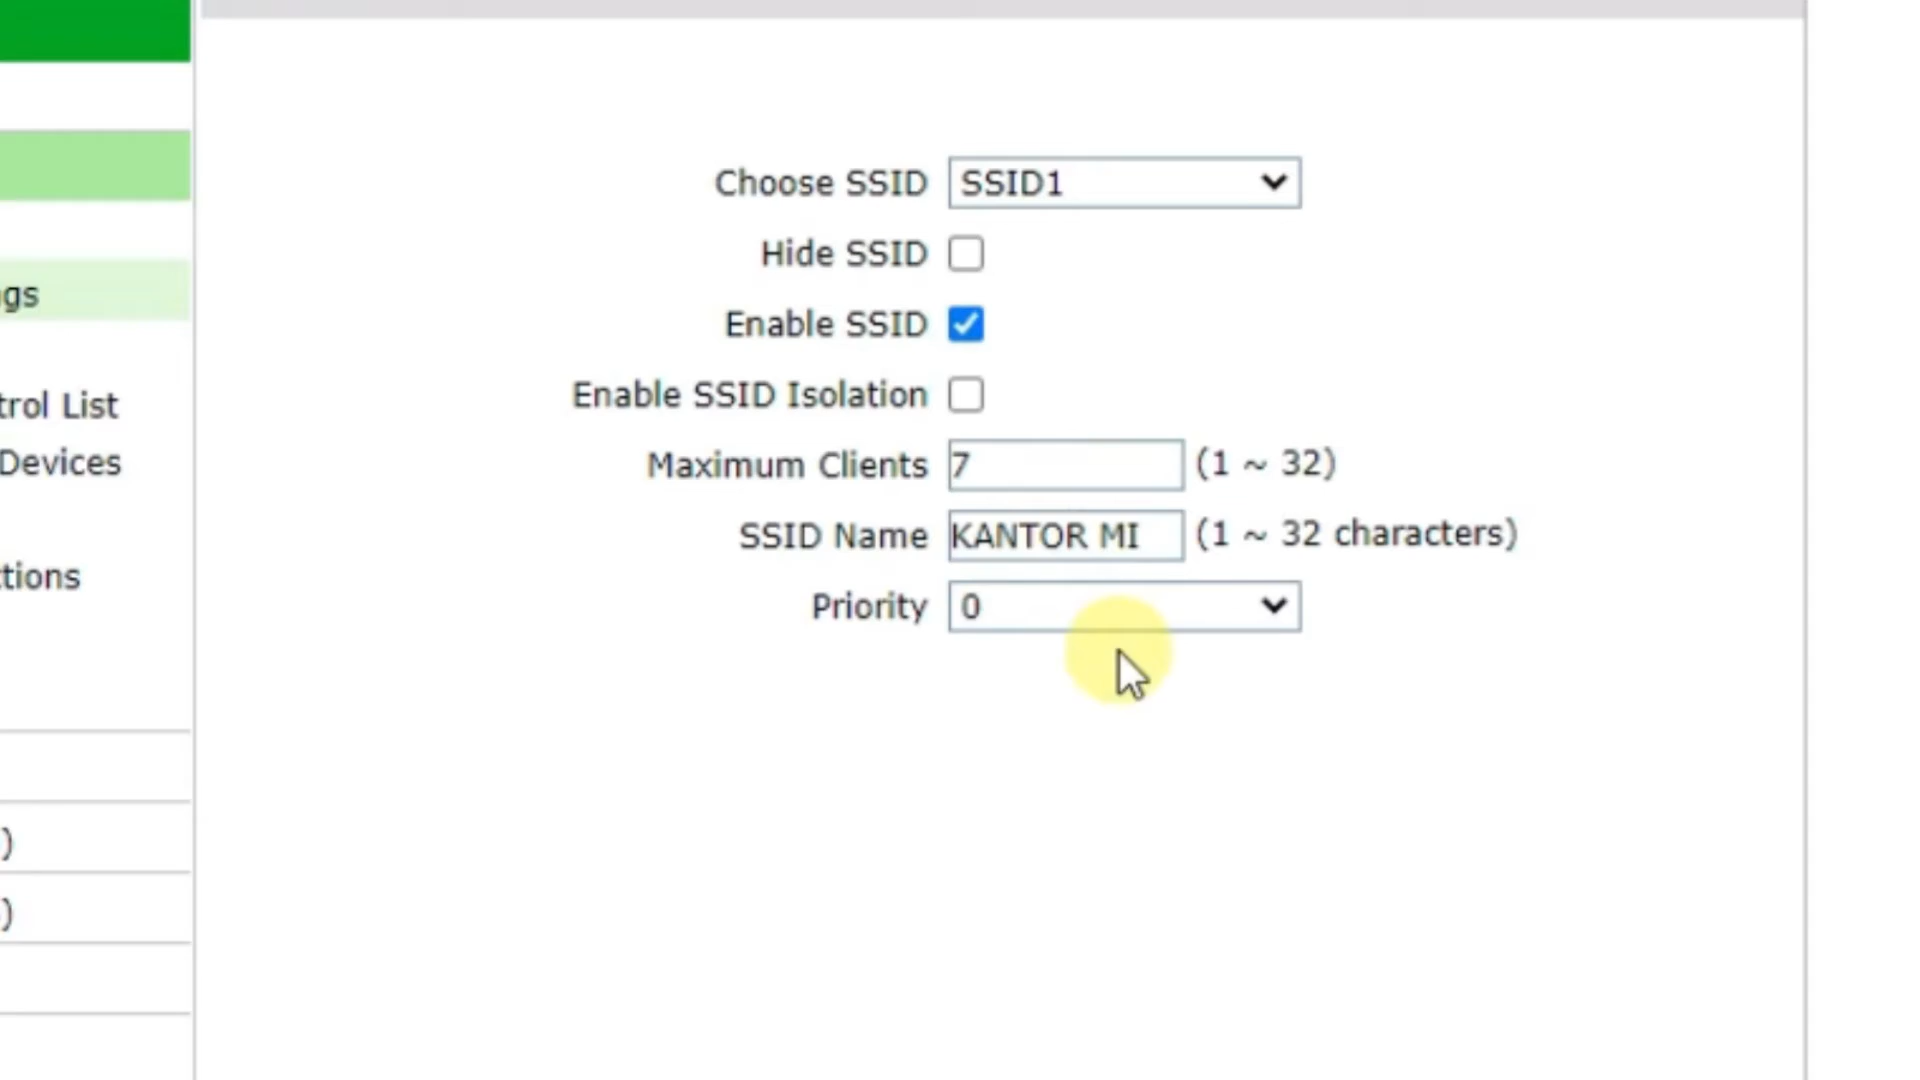 Choose SSID SSID1
Hide SSID
Enable SSID
gs
Enable SSID Isolation
trol List
Maximum Clients 7 (1 ~ 32)
Devices
SSID Name KANTOR MI (1 ~ 32 characters)
tions
Priority 0
)
)